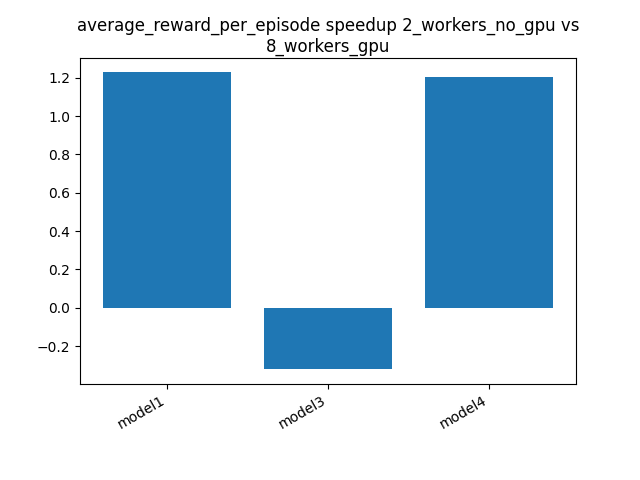 average_reward_per_episode speedup 2_workers_no_gpu vs
8_workers_gpu
1.2
1.0
0.8
0.6
0.4
0.2
0.0
−0.2
model1
model3
model4